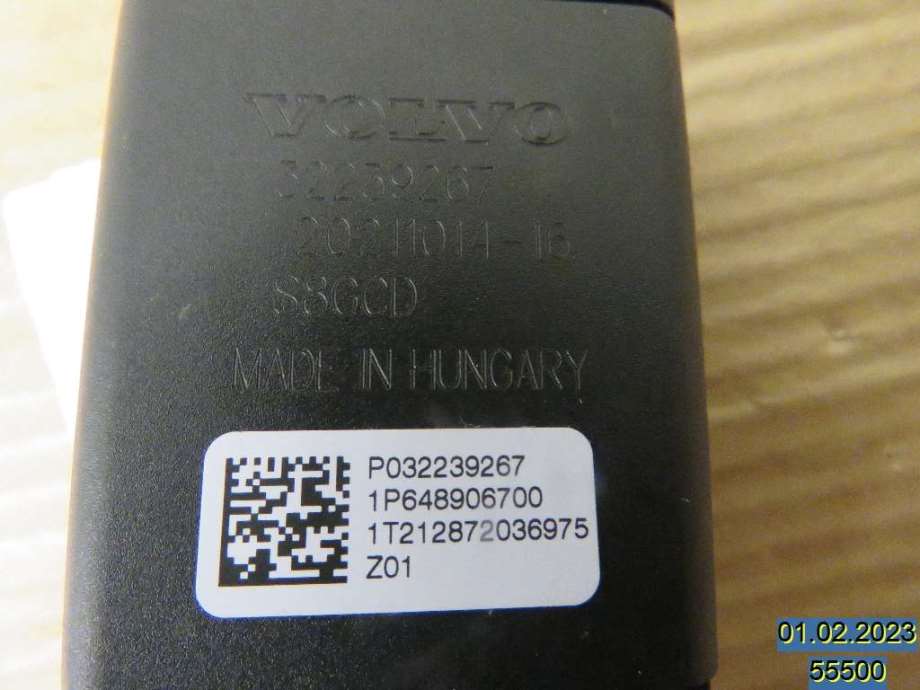 VOLVO
32239267
20211014-16
S8GCD
MADE IN HUNGARY
P032239267
1P648906700
1T212872036975
Z01
01.02.2023
55500